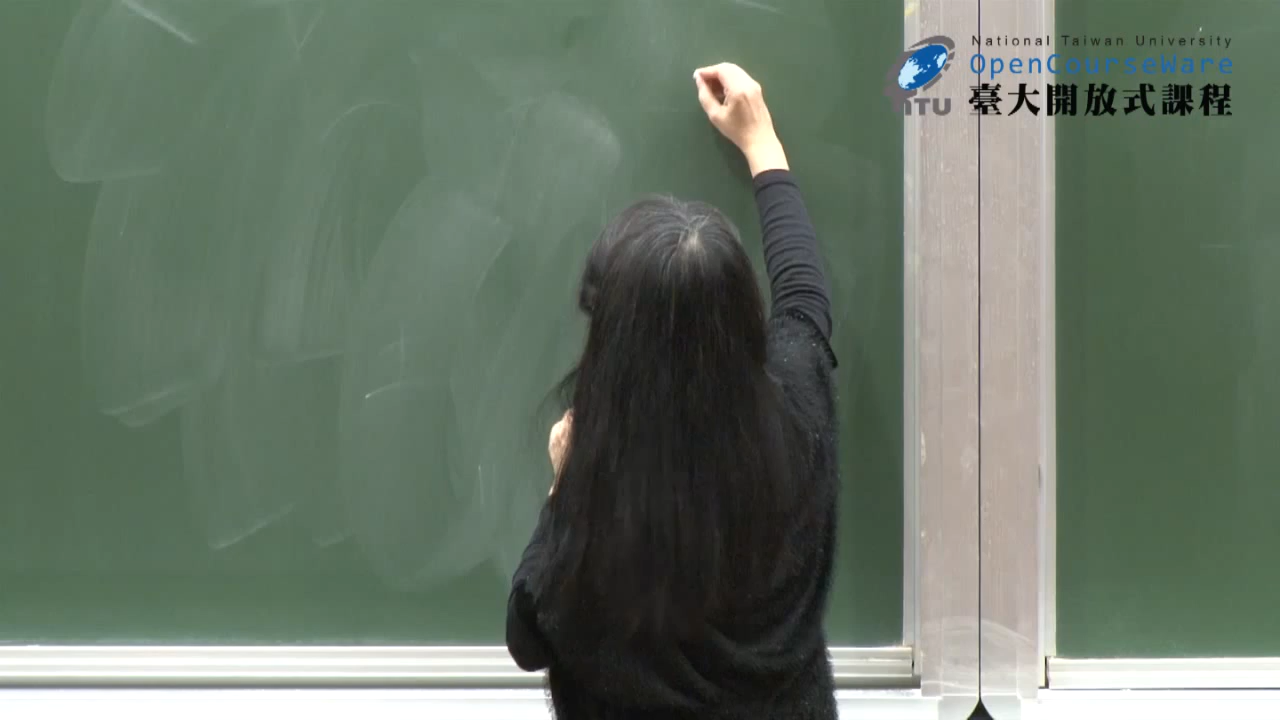 National Taiwan University
OpenCourseWare
NTU 臺大開放式課程